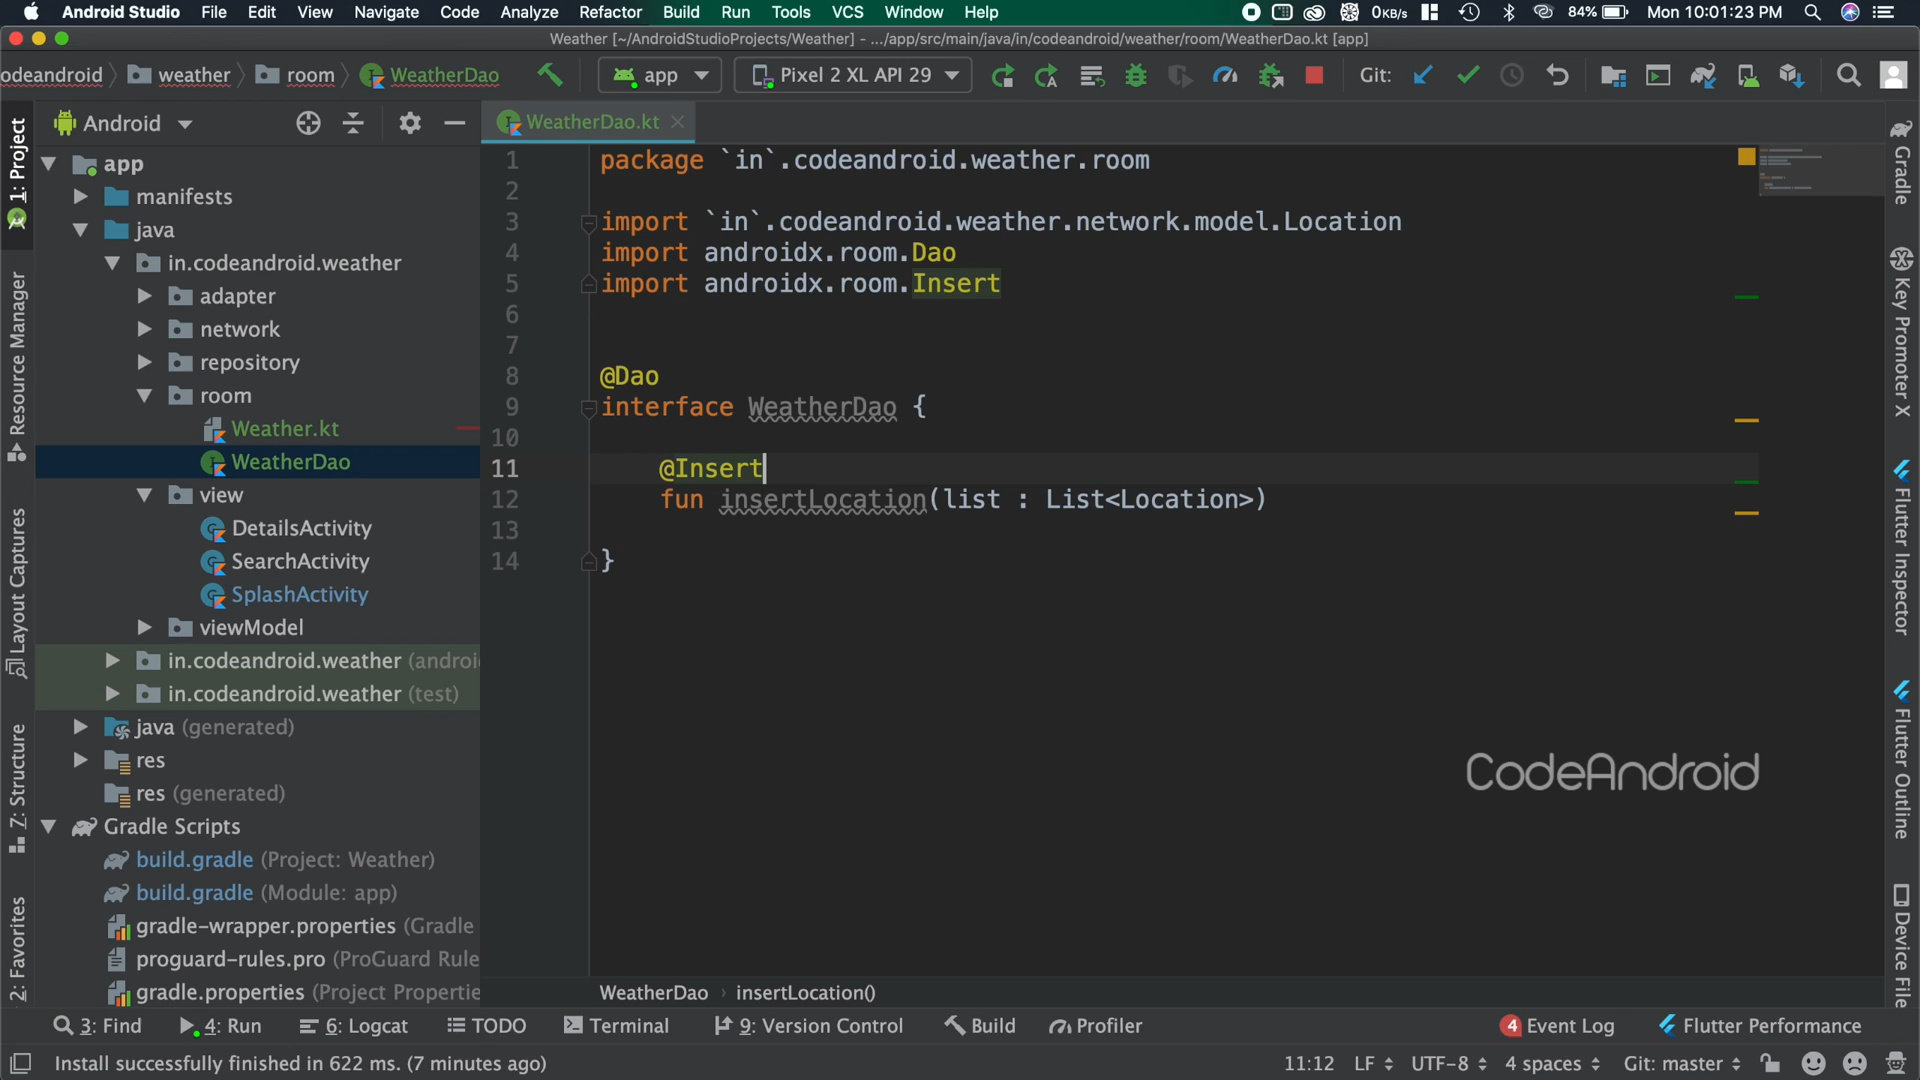 Android Studio File Edit View Navigate Code Analyze Refactor Build Run Tools VCS Window Help 0KB/s 84% Mon 10:01:23 PM
Weather [~/AndroidStudioProjects/Weather] - .../app/src/main/java/in/codeandroid/weather/room/WeatherDao.kt [app]
odeandroid weather room WeatherDao app Pixel 2 XL API 29 Git:
Android
WeatherDao.kt
1: Project
Resource Manager
Layout Captures
Z: Structure
2: Favorites
app
manifests
java
in.codeandroid.weather
adapter
network
repository
room
Weather.kt
WeatherDao
view
DetailsActivity
SearchActivity
SplashActivity
viewModel
in.codeandroid.weather (androi
in.codeandroid.weather (test)
java (generated)
res
res (generated)
Gradle Scripts
build.gradle (Project: Weather)
build.gradle (Module: app)
gradle-wrapper.properties (Gradle
proguard-rules.pro (ProGuard Rule
gradle.properties (Project Propertie
1 package `in`.codeandroid.weather.room
2
3 import `in`.codeandroid.weather.network.model.Location
4 import androidx.room.Dao
5 import androidx.room.Insert
6
7
8 @Dao
9 interface WeatherDao {
10
11 @Insert
12 fun insertLocation(list : List<Location>)
13
14 }
CodeAndroid
Gradle
Key Promoter X
Flutter Inspector
Flutter Outline
Device File
WeatherDao › insertLocation()
3: Find 4: Run 6: Logcat TODO Terminal 9: Version Control Build Profiler 4 Event Log Flutter Performance
Install successfully finished in 622 ms. (7 minutes ago) 11:12 LF UTF-8 4 spaces Git: master